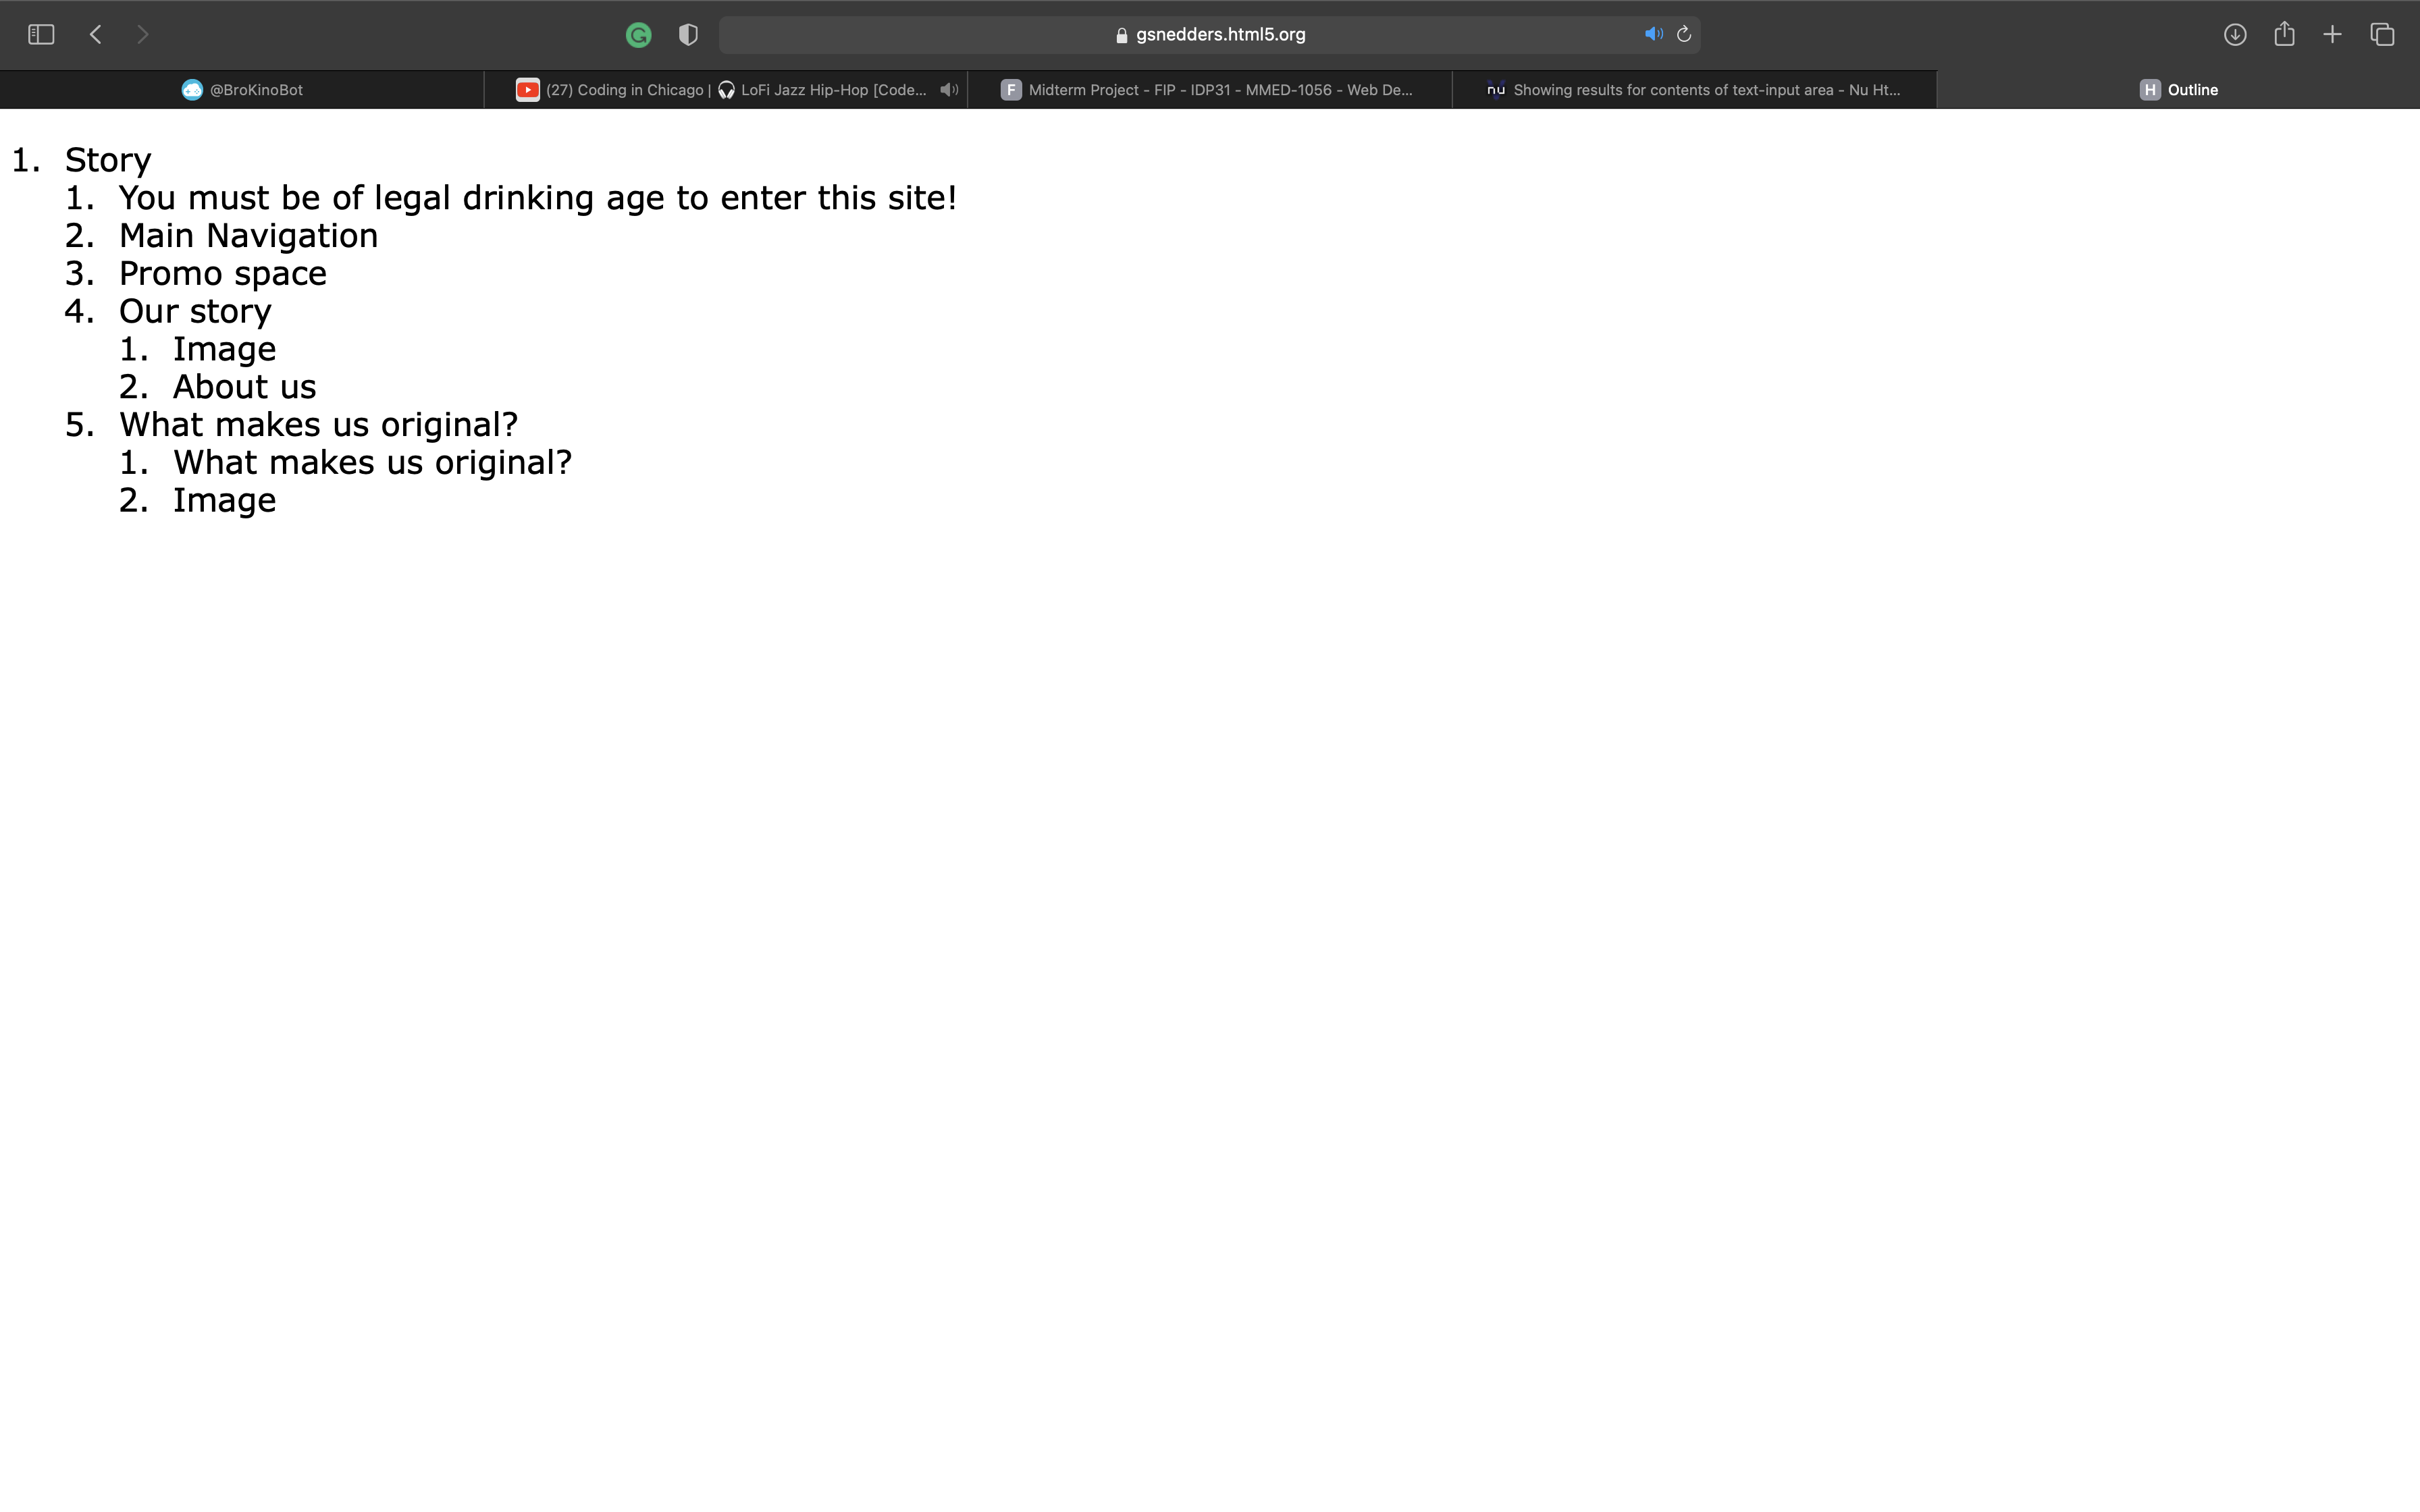 gsnedders.html5.org
@BroKinoBot
(27) Coding in Chicago | 🎧 LoFi Jazz Hip-Hop [Code...
F Midterm Project - FIP - IDP31 - MMED-1056 - Web De...
nu Showing results for contents of text-input area - Nu Ht...
H Outline
1. Story
1. You must be of legal drinking age to enter this site!
2. Main Navigation
3. Promo space
4. Our story
1. Image
2. About us
5. What makes us original?
1. What makes us original?
2. Image